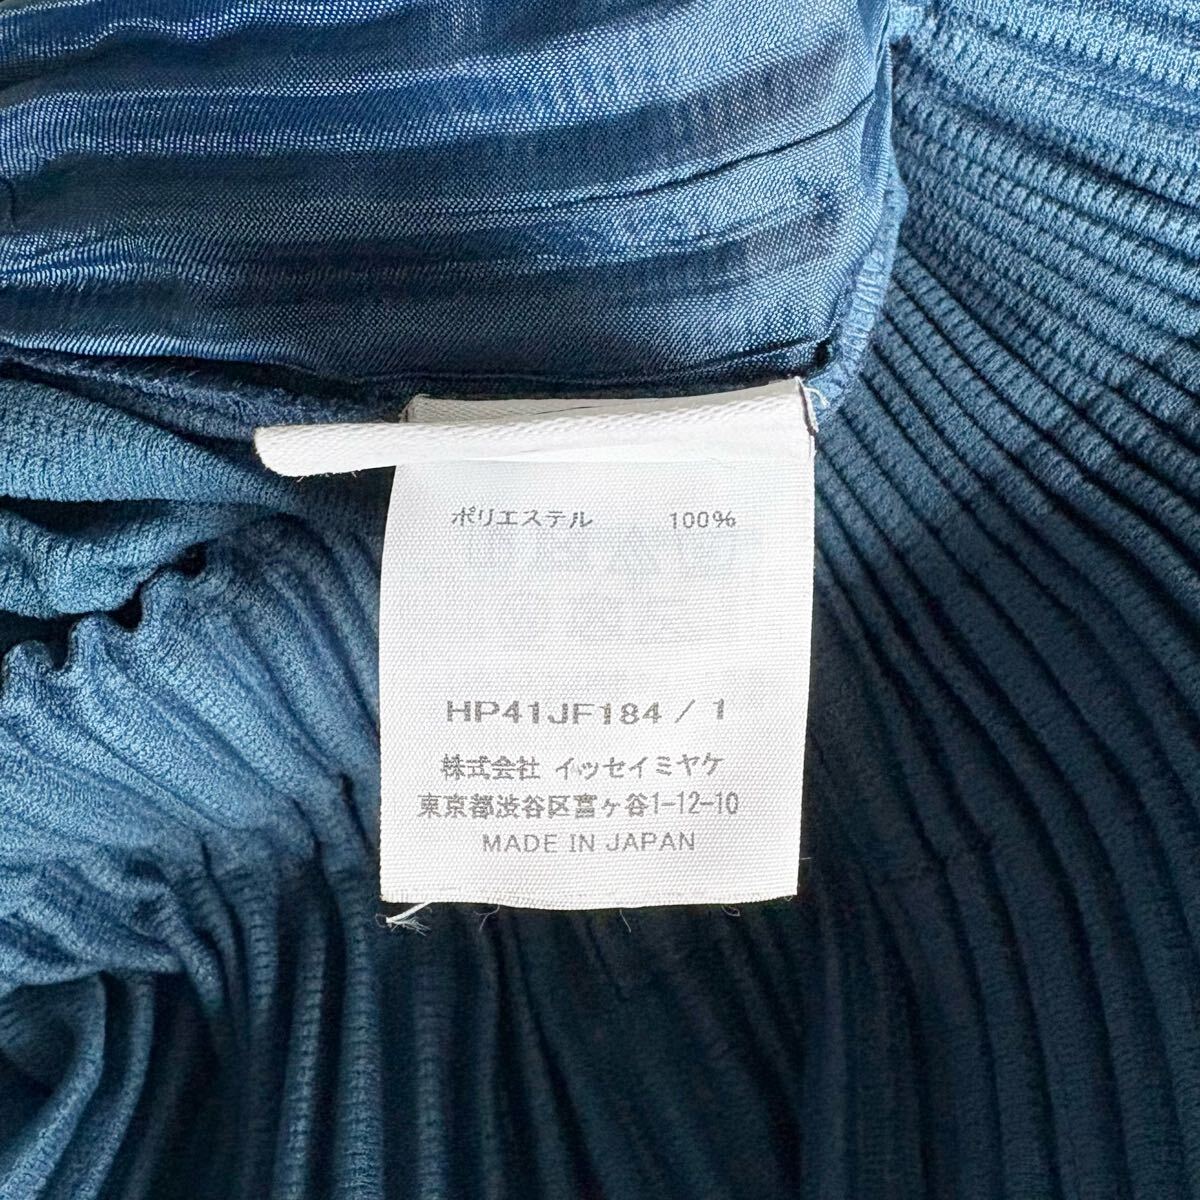 ポリエステル 100%
HP41JF184 / 1
株式会社 イッセイミヤケ
東京都渋谷区富ヶ谷1-12-10
MADE IN JAPAN